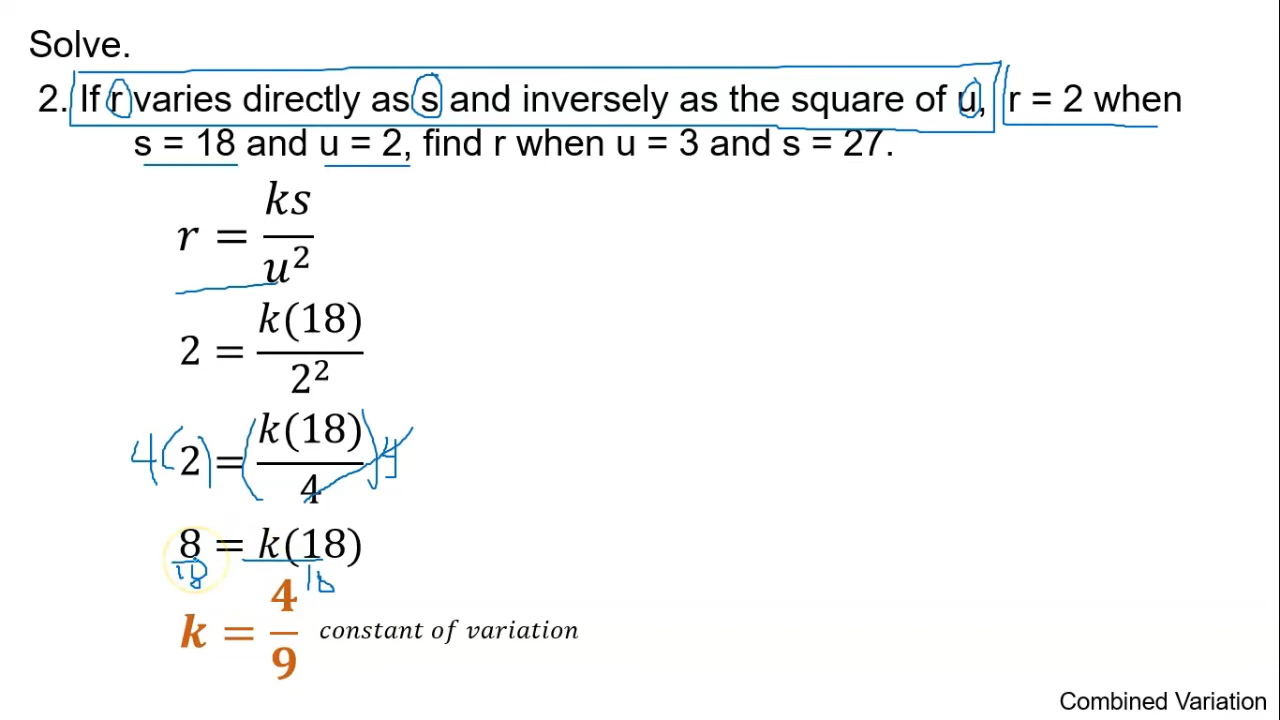 Solve.
2. If r varies directly as s and inversely as the square of u, r = 2 when
s = 18 and u = 2, find r when u = 3 and s = 27.
r = ks/u²
2 = k(18)/2²
4(2) = (k(18)/4)4
8/18 = k(18)/18
k = 4/9 constant of variation
Combined Variation